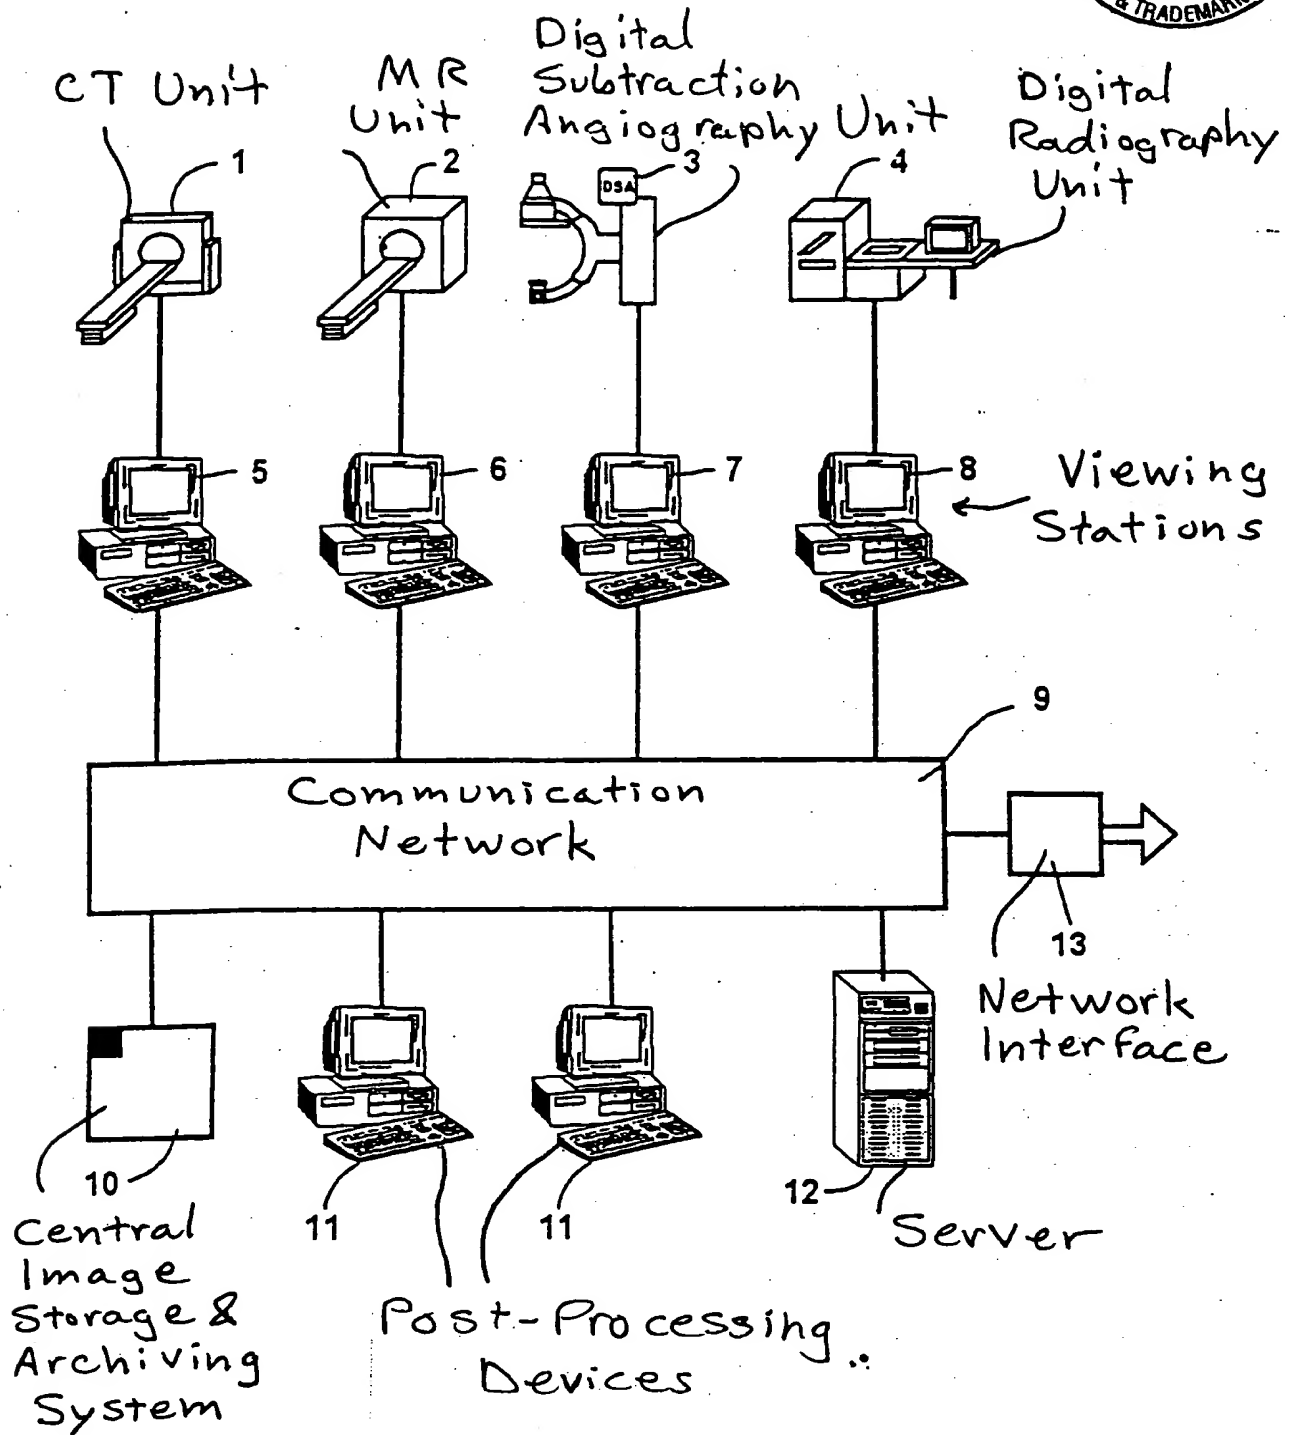 & TRADEMARK
CT Unit
MR
Unit
Digital
Subtraction
Angiography Unit
Digital
Radiography
Unit
1
2
3
4
DSA
5
6
7
8
Viewing
Stations
9
Communication
Network
13
Network
Interface
10
11
11
12
Central
Image
Storage &
Archiving
System
Post-Processing
Devices
Server